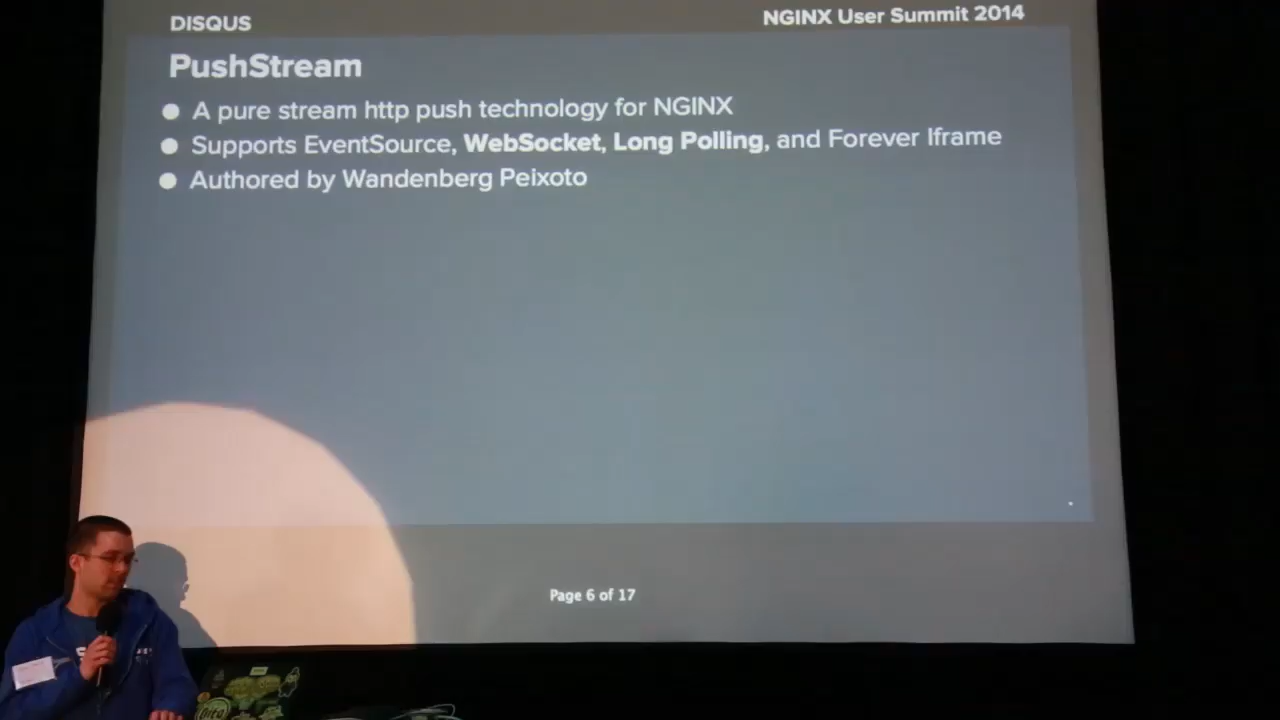 DISQUS
NGINX User Summit 2014
PushStream
A pure stream http push technology for NGINX
Supports EventSource, WebSocket, Long Polling, and Forever Iframe
Authored by Wandenberg Peixoto
Page 6 of 17